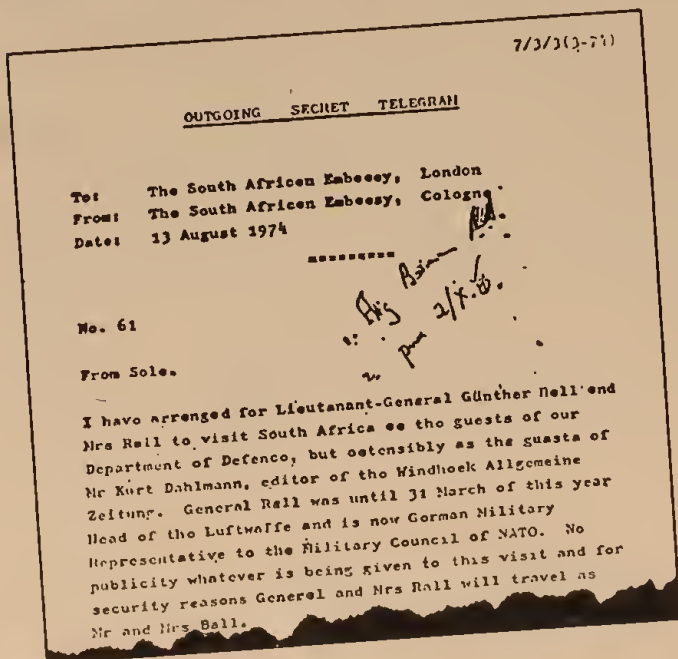 7/3/3(3-71)
OUTGOING SECRET TELEGRAM
To: The South African Embassy, London
From: The South African Embassy, Cologne
Date: 13 August 1974
=========
No. 61
From Sole.
I have arranged for Lieutenant-General Günther Rall and
Mrs Rall to visit South Africa as the guests of our
Department of Defence, but ostensibly as the guests of
Mr Kurt Dahlmann, editor of the Windhoek Allgemeine
Zeitung. General Rall was until 31 March of this year
Head of the Luftwaffe and is now German Military
Representative to the Military Council of NATO. No
publicity whatever is being given to this visit and for
security reasons General and Mrs Rall will travel as
Mr and Mrs Ball.